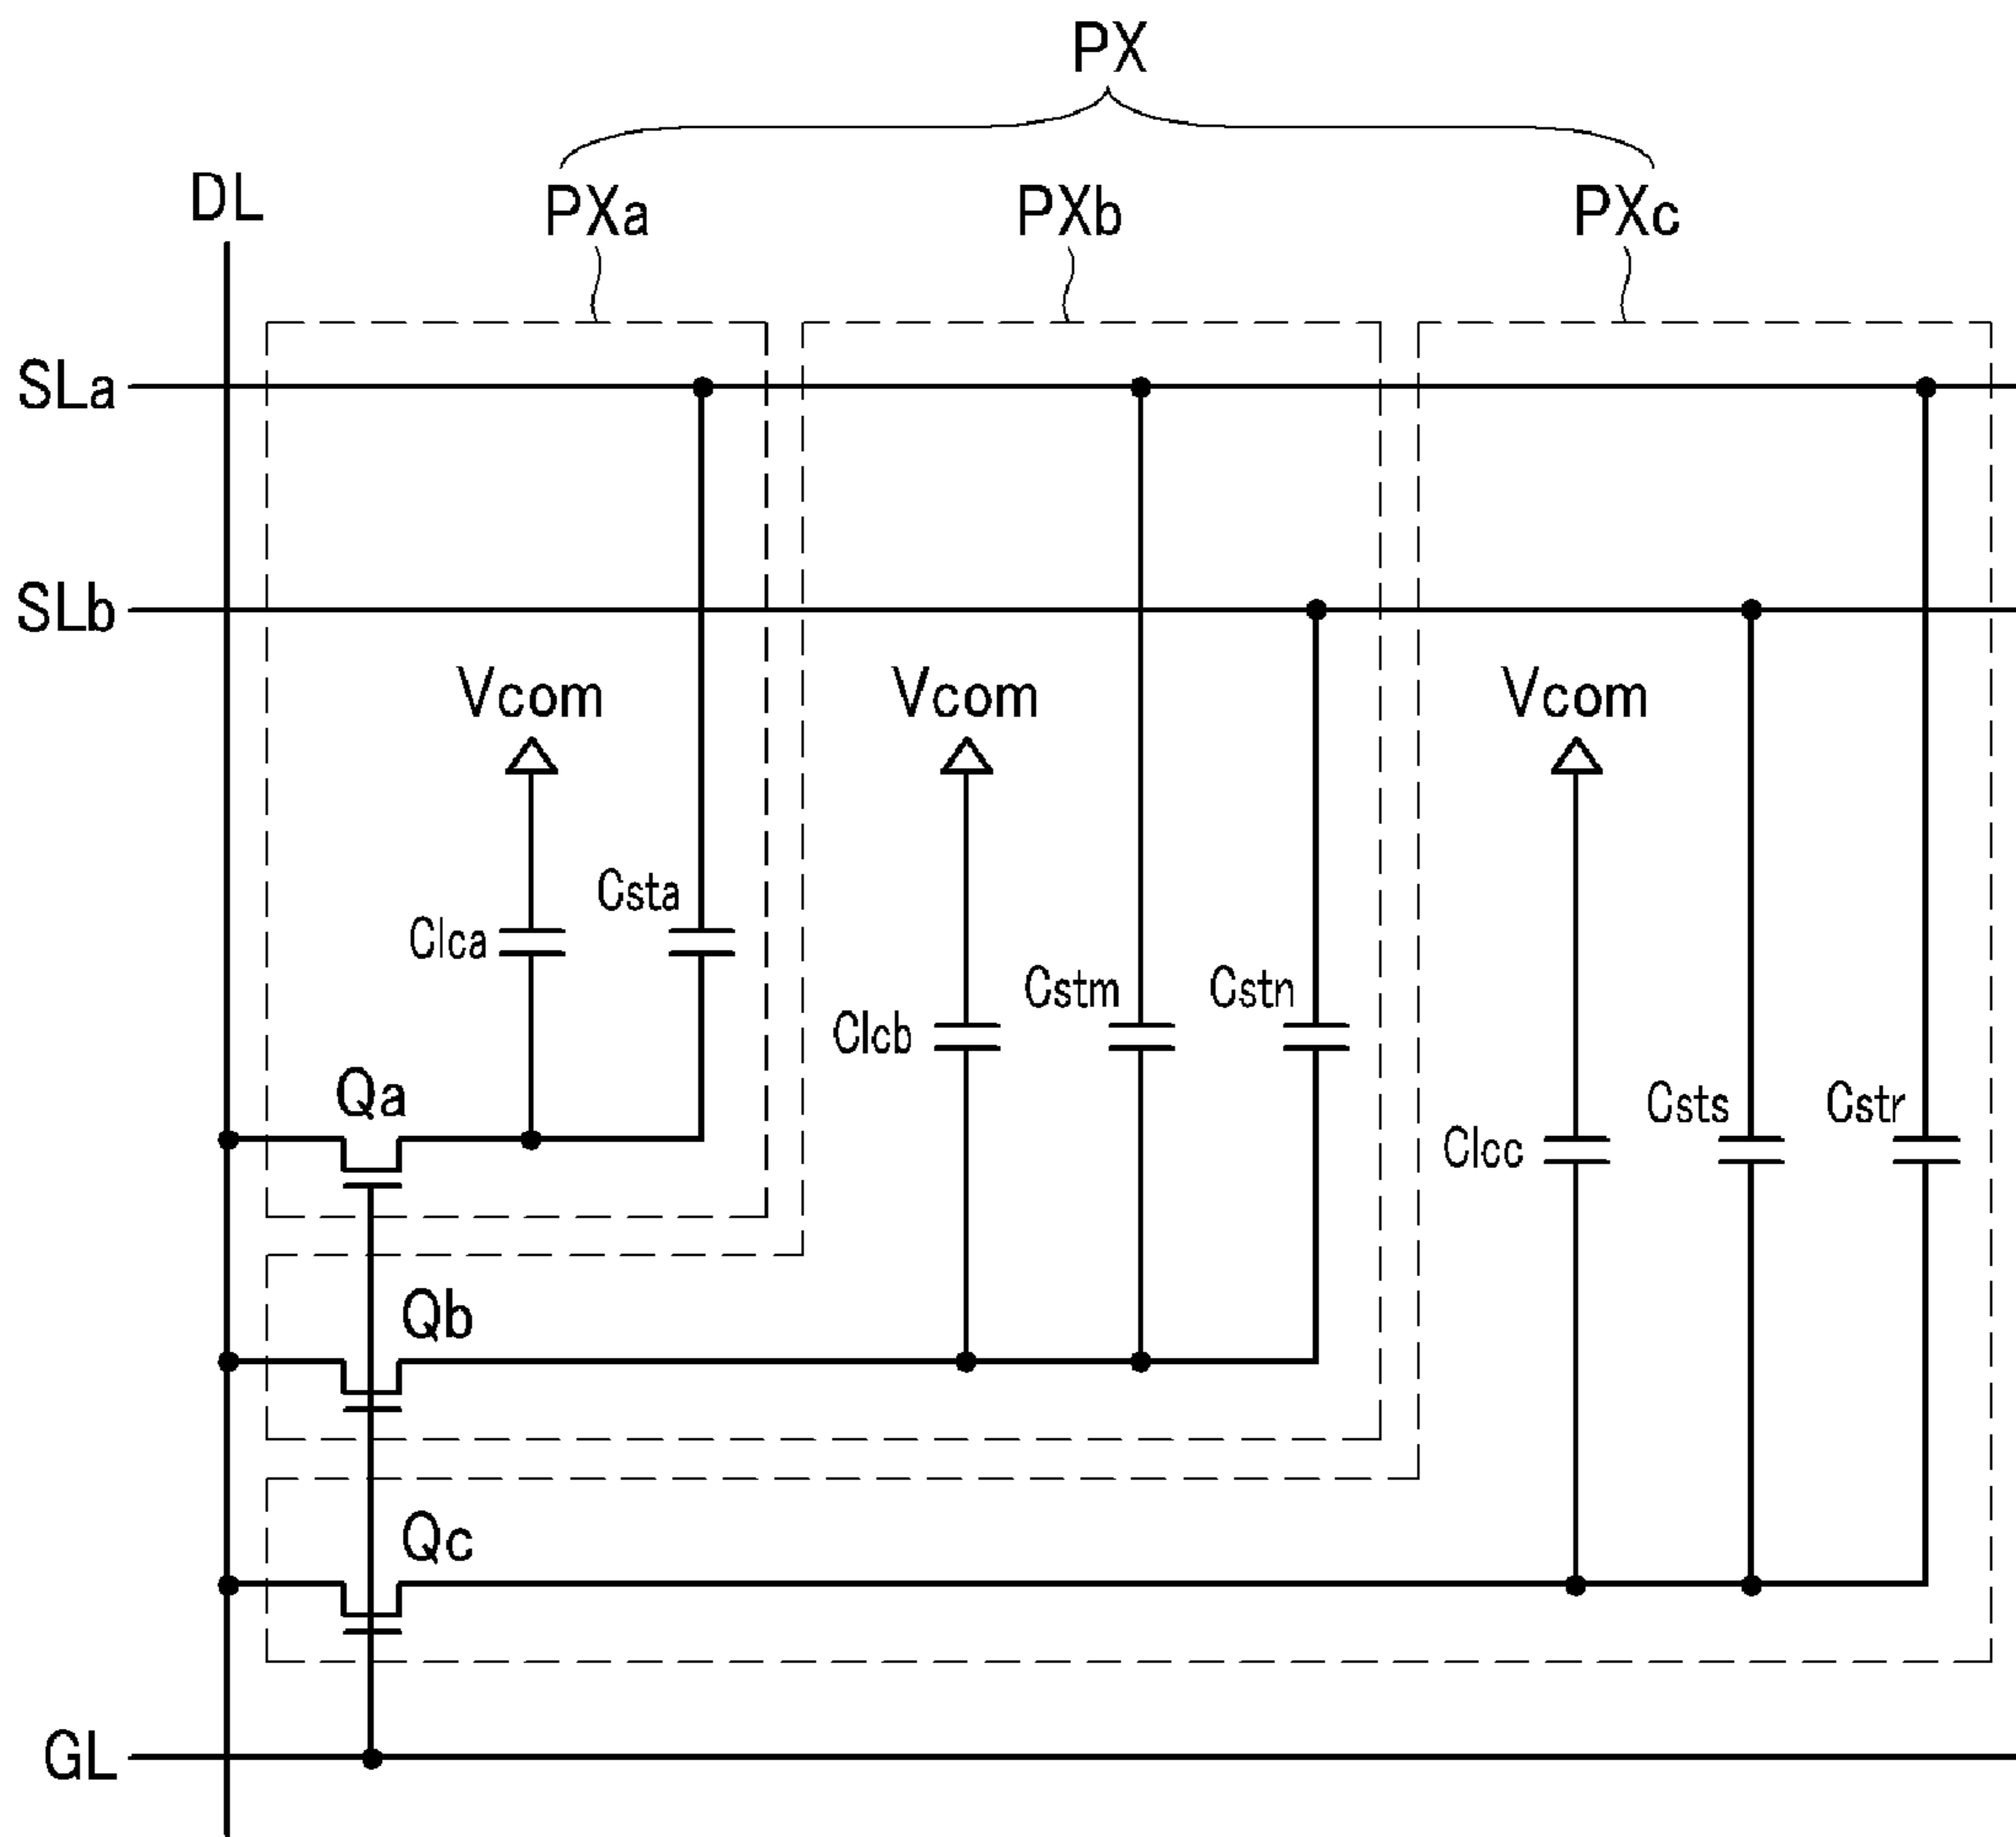 PX
DL PXa PXb PXc
SLa
SLb
Vcom Vcom Vcom
Csta
Clca
Cstm Cstn
Clcb
Qa
Csts Cstr
Clcc
Qb
Qc
GL